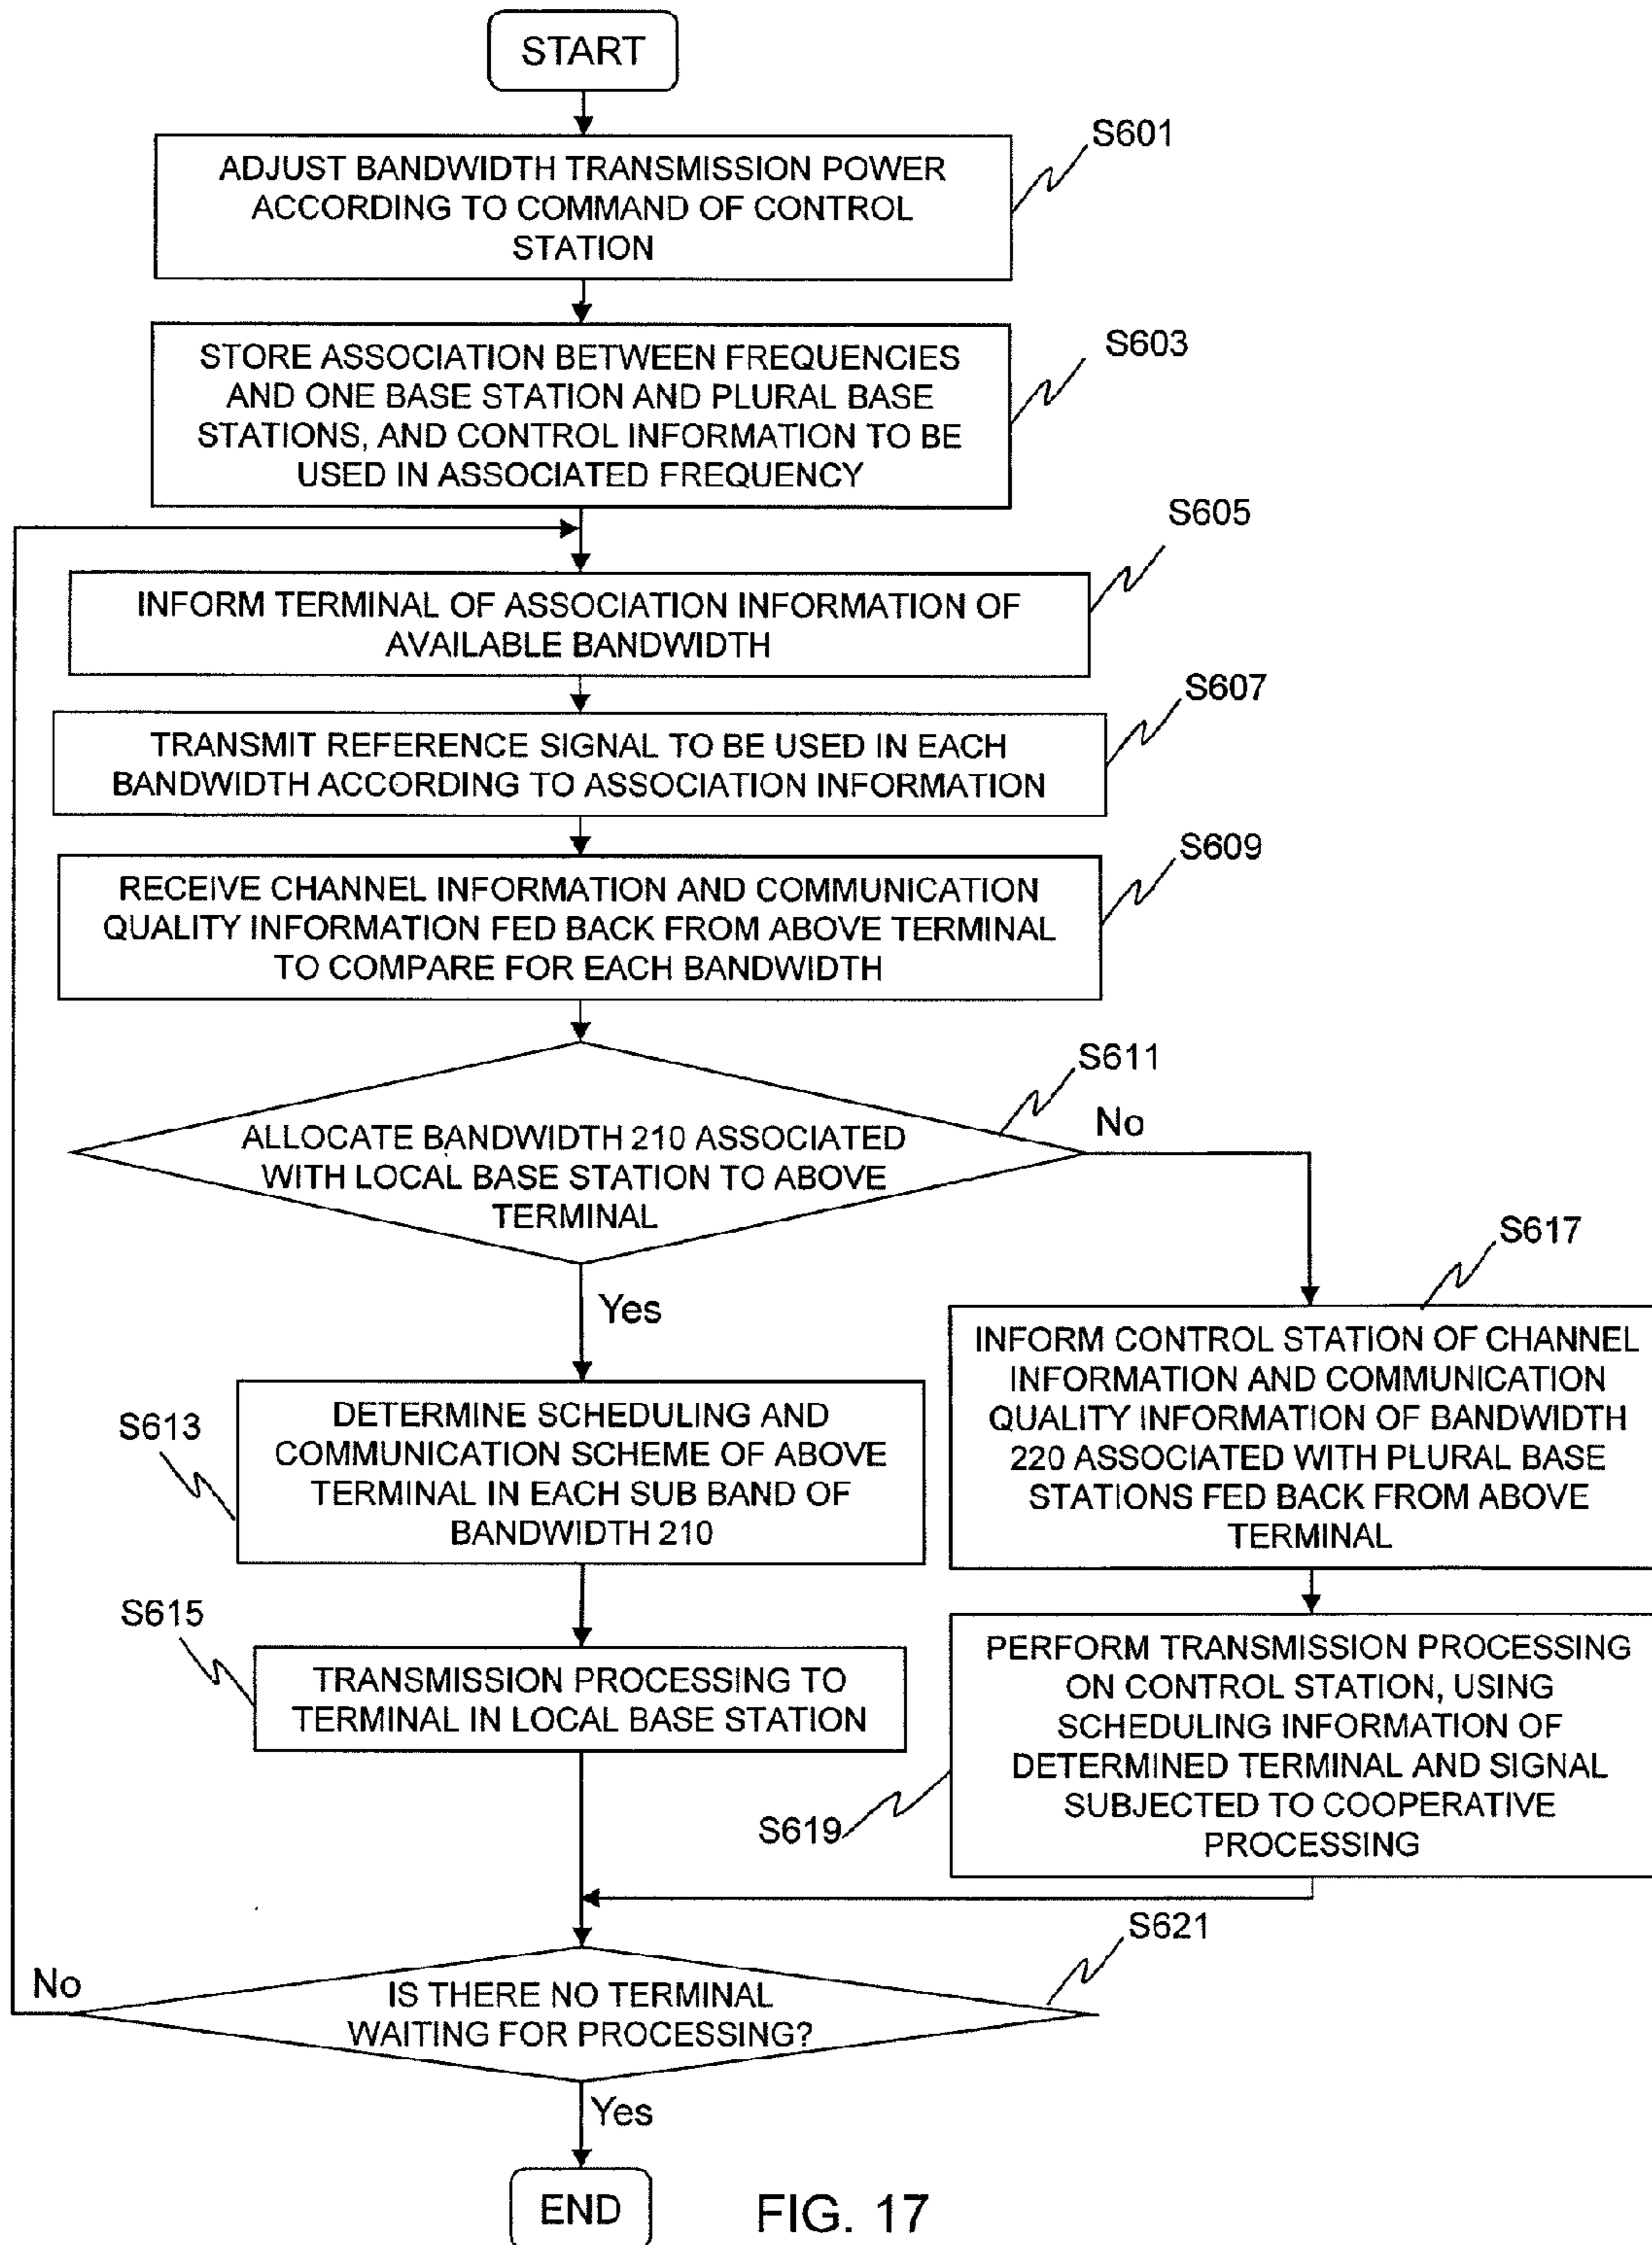 START
S601
ADJUST BANDWIDTH TRANSMISSION POWER
ACCORDING TO COMMAND OF CONTROL
STATION
S603
STORE ASSOCIATION BETWEEN FREQUENCIES
AND ONE BASE STATION AND PLURAL BASE
STATIONS, AND CONTROL INFORMATION TO BE
USED IN ASSOCIATED FREQUENCY
S605
INFORM TERMINAL OF ASSOCIATION INFORMATION OF
AVAILABLE BANDWIDTH
S607
TRANSMIT REFERENCE SIGNAL TO BE USED IN EACH
BANDWIDTH ACCORDING TO ASSOCIATION INFORMATION
S609
RECEIVE CHANNEL INFORMATION AND COMMUNICATION
QUALITY INFORMATION FED BACK FROM ABOVE TERMINAL
TO COMPARE FOR EACH BANDWIDTH
S611
No
ALLOCATE BANDWIDTH 210 ASSOCIATED
WITH LOCAL BASE STATION TO ABOVE
TERMINAL
Yes
S613
DETERMINE SCHEDULING AND
COMMUNICATION SCHEME OF ABOVE
TERMINAL IN EACH SUB BAND OF
BANDWIDTH 210
S615
TRANSMISSION PROCESSING TO
TERMINAL IN LOCAL BASE STATION
S617
INFORM CONTROL STATION OF CHANNEL
INFORMATION AND COMMUNICATION
QUALITY INFORMATION OF BANDWIDTH
220 ASSOCIATED WITH PLURAL BASE
STATIONS FED BACK FROM ABOVE
TERMINAL
PERFORM TRANSMISSION PROCESSING
ON CONTROL STATION, USING
SCHEDULING INFORMATION OF
DETERMINED TERMINAL AND SIGNAL
SUBJECTED TO COOPERATIVE
PROCESSING
S619
S621
No
IS THERE NO TERMINAL
WAITING FOR PROCESSING?
Yes
END
FIG. 17